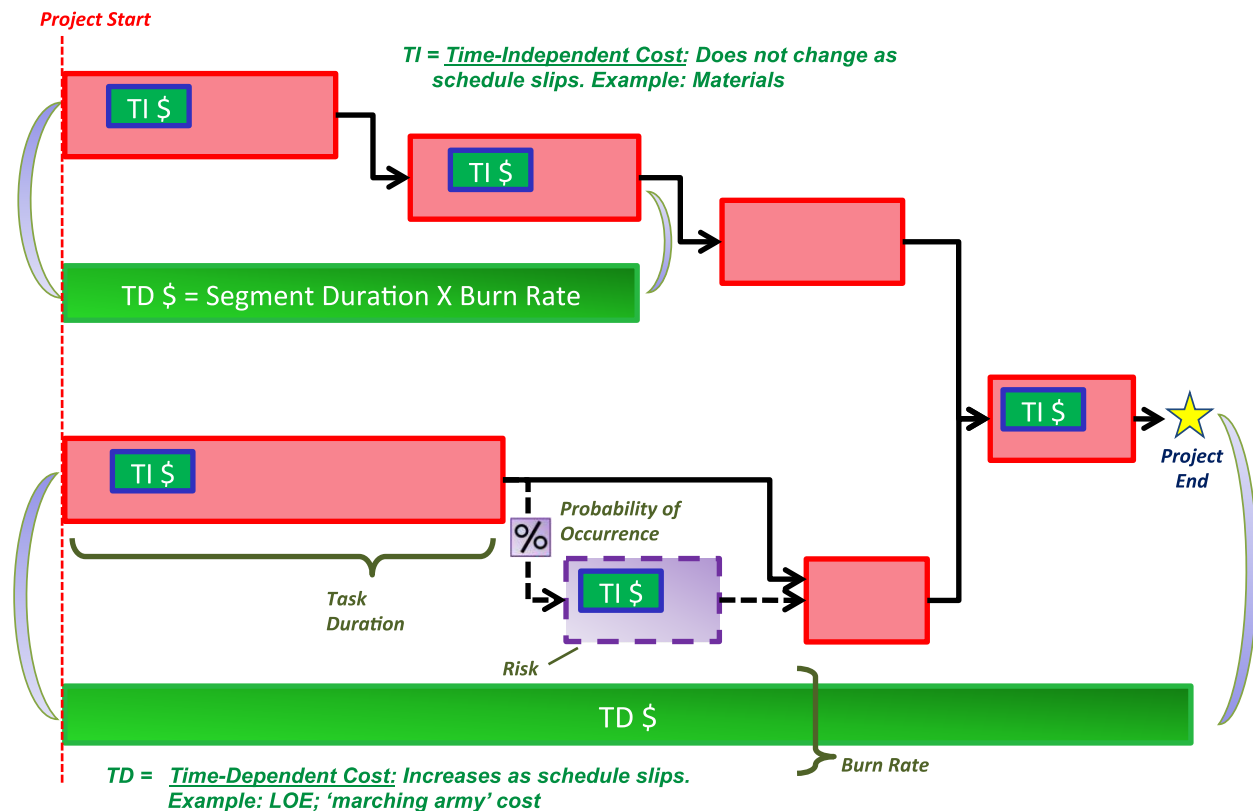 Project Start
TI = Time-Independent Cost: Does not change as
schedule slips. Example: Materials
TI $
TI $
TD $ = Segment Duration X Burn Rate
TI $
Project
End
TI $
%
Probability of
Occurrence
TI $
Task
Duration
Risk
TD $
Burn Rate
TD = Time-Dependent Cost: Increases as schedule slips.
Example: LOE; ‘marching army’ cost